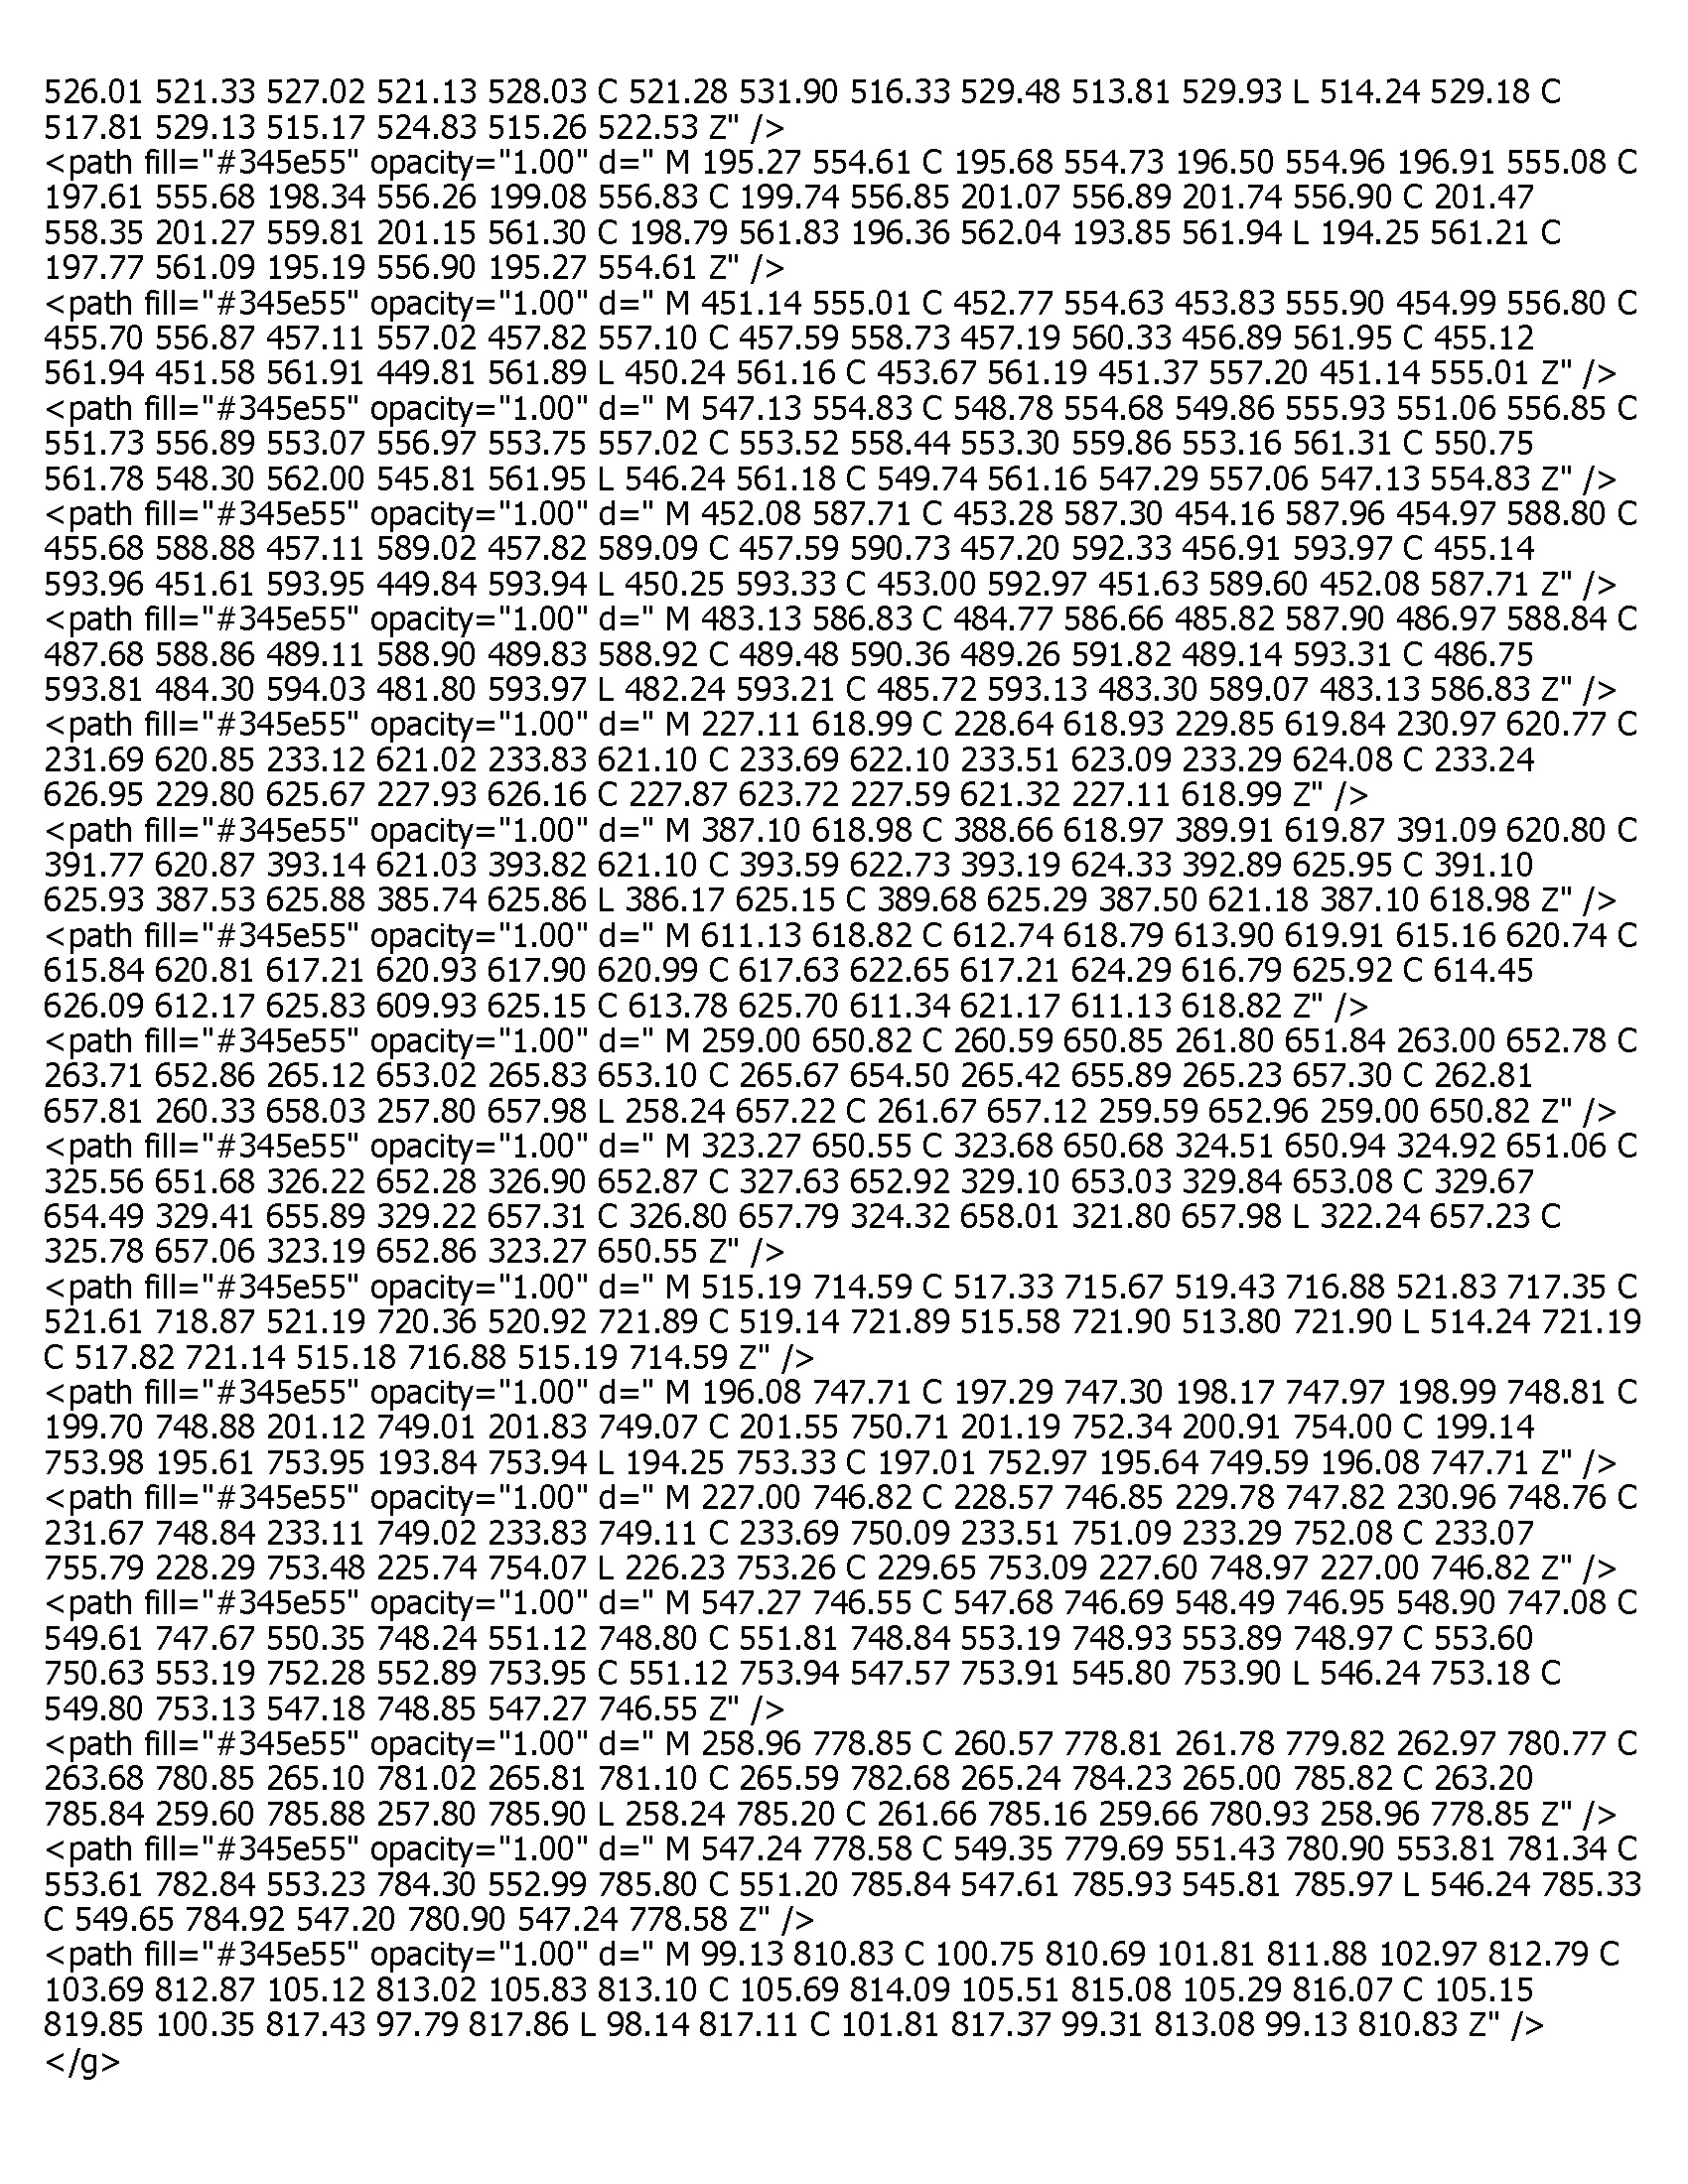 526.01 521.33 527.02 521.13 528.03 C 521.28 531.90 516.33 529.48 513.81 529.93 L 514.24 529.18 C
517.81 529.13 515.17 524.83 515.26 522.53 Z" />
<path fill="#345e55" opacity="1.00" d=" M 195.27 554.61 C 195.68 554.73 196.50 554.96 196.91 555.08 C
197.61 555.68 198.34 556.26 199.08 556.83 C 199.74 556.85 201.07 556.89 201.74 556.90 C 201.47
558.35 201.27 559.81 201.15 561.30 C 198.79 561.83 196.36 562.04 193.85 561.94 L 194.25 561.21 C
197.77 561.09 195.19 556.90 195.27 554.61 Z" />
<path fill="#345e55" opacity="1.00" d=" M 451.14 555.01 C 452.77 554.63 453.83 555.90 454.99 556.80 C
455.70 556.87 457.11 557.02 457.82 557.10 C 457.59 558.73 457.19 560.33 456.89 561.95 C 455.12
561.94 451.58 561.91 449.81 561.89 L 450.24 561.16 C 453.67 561.19 451.37 557.20 451.14 555.01 Z" />
<path fill="#345e55" opacity="1.00" d=" M 547.13 554.83 C 548.78 554.68 549.86 555.93 551.06 556.85 C
551.73 556.89 553.07 556.97 553.75 557.02 C 553.52 558.44 553.30 559.86 553.16 561.31 C 550.75
561.78 548.30 562.00 545.81 561.95 L 546.24 561.18 C 549.74 561.16 547.29 557.06 547.13 554.83 Z" />
<path fill="#345e55" opacity="1.00" d=" M 452.08 587.71 C 453.28 587.30 454.16 587.96 454.97 588.80 C
455.68 588.88 457.11 589.02 457.82 589.09 C 457.59 590.73 457.20 592.33 456.91 593.97 C 455.14
593.96 451.61 593.95 449.84 593.94 L 450.25 593.33 C 453.00 592.97 451.63 589.60 452.08 587.71 Z" />
<path fill="#345e55" opacity="1.00" d=" M 483.13 586.83 C 484.77 586.66 485.82 587.90 486.97 588.84 C
487.68 588.86 489.11 588.90 489.83 588.92 C 489.48 590.36 489.26 591.82 489.14 593.31 C 486.75
593.81 484.30 594.03 481.80 593.97 L 482.24 593.21 C 485.72 593.13 483.30 589.07 483.13 586.83 Z" />
<path fill="#345e55" opacity="1.00" d=" M 227.11 618.99 C 228.64 618.93 229.85 619.84 230.97 620.77 C
231.69 620.85 233.12 621.02 233.83 621.10 C 233.69 622.10 233.51 623.09 233.29 624.08 C 233.24
626.95 229.80 625.67 227.93 626.16 C 227.87 623.72 227.59 621.32 227.11 618.99 Z" />
<path fill="#345e55" opacity="1.00" d=" M 387.10 618.98 C 388.66 618.97 389.91 619.87 391.09 620.80 C
391.77 620.87 393.14 621.03 393.82 621.10 C 393.59 622.73 393.19 624.33 392.89 625.95 C 391.10
625.93 387.53 625.88 385.74 625.86 L 386.17 625.15 C 389.68 625.29 387.50 621.18 387.10 618.98 Z" />
<path fill="#345e55" opacity="1.00" d=" M 611.13 618.82 C 612.74 618.79 613.90 619.91 615.16 620.74 C
615.84 620.81 617.21 620.93 617.90 620.99 C 617.63 622.65 617.21 624.29 616.79 625.92 C 614.45
626.09 612.17 625.83 609.93 625.15 C 613.78 625.70 611.34 621.17 611.13 618.82 Z" />
<path fill="#345e55" opacity="1.00" d=" M 259.00 650.82 C 260.59 650.85 261.80 651.84 263.00 652.78 C
263.71 652.86 265.12 653.02 265.83 653.10 C 265.67 654.50 265.42 655.89 265.23 657.30 C 262.81
657.81 260.33 658.03 257.80 657.98 L 258.24 657.22 C 261.67 657.12 259.59 652.96 259.00 650.82 Z" />
<path fill="#345e55" opacity="1.00" d=" M 323.27 650.55 C 323.68 650.68 324.51 650.94 324.92 651.06 C
325.56 651.68 326.22 652.28 326.90 652.87 C 327.63 652.92 329.10 653.03 329.84 653.08 C 329.67
654.49 329.41 655.89 329.22 657.31 C 326.80 657.79 324.32 658.01 321.80 657.98 L 322.24 657.23 C
325.78 657.06 323.19 652.86 323.27 650.55 Z" />
<path fill="#345e55" opacity="1.00" d=" M 515.19 714.59 C 517.33 715.67 519.43 716.88 521.83 717.35 C
521.61 718.87 521.19 720.36 520.92 721.89 C 519.14 721.89 515.58 721.90 513.80 721.90 L 514.24 721.19
C 517.82 721.14 515.18 716.88 515.19 714.59 Z" />
<path fill="#345e55" opacity="1.00" d=" M 196.08 747.71 C 197.29 747.30 198.17 747.97 198.99 748.81 C
199.70 748.88 201.12 749.01 201.83 749.07 C 201.55 750.71 201.19 752.34 200.91 754.00 C 199.14
753.98 195.61 753.95 193.84 753.94 L 194.25 753.33 C 197.01 752.97 195.64 749.59 196.08 747.71 Z" />
<path fill="#345e55" opacity="1.00" d=" M 227.00 746.82 C 228.57 746.85 229.78 747.82 230.96 748.76 C
231.67 748.84 233.11 749.02 233.83 749.11 C 233.69 750.09 233.51 751.09 233.29 752.08 C 233.07
755.79 228.29 753.48 225.74 754.07 L 226.23 753.26 C 229.65 753.09 227.60 748.97 227.00 746.82 Z" />
<path fill="#345e55" opacity="1.00" d=" M 547.27 746.55 C 547.68 746.69 548.49 746.95 548.90 747.08 C
549.61 747.67 550.35 748.24 551.12 748.80 C 551.81 748.84 553.19 748.93 553.89 748.97 C 553.60
750.63 553.19 752.28 552.89 753.95 C 551.12 753.94 547.57 753.91 545.80 753.90 L 546.24 753.18 C
549.80 753.13 547.18 748.85 547.27 746.55 Z" />
<path fill="#345e55" opacity="1.00" d=" M 258.96 778.85 C 260.57 778.81 261.78 779.82 262.97 780.77 C
263.68 780.85 265.10 781.02 265.81 781.10 C 265.59 782.68 265.24 784.23 265.00 785.82 C 263.20
785.84 259.60 785.88 257.80 785.90 L 258.24 785.20 C 261.66 785.16 259.66 780.93 258.96 778.85 Z" />
<path fill="#345e55" opacity="1.00" d=" M 547.24 778.58 C 549.35 779.69 551.43 780.90 553.81 781.34 C
553.61 782.84 553.23 784.30 552.99 785.80 C 551.20 785.84 547.61 785.93 545.81 785.97 L 546.24 785.33
C 549.65 784.92 547.20 780.90 547.24 778.58 Z" />
<path fill="#345e55" opacity="1.00" d=" M 99.13 810.83 C 100.75 810.69 101.81 811.88 102.97 812.79 C
103.69 812.87 105.12 813.02 105.83 813.10 C 105.69 814.09 105.51 815.08 105.29 816.07 C 105.15
819.85 100.35 817.43 97.79 817.86 L 98.14 817.11 C 101.81 817.37 99.31 813.08 99.13 810.83 Z" />
</g>